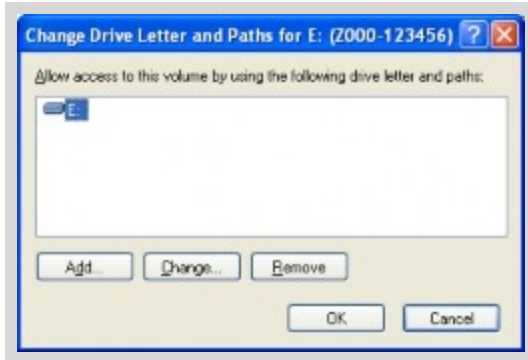 Change Drive Letter and Paths for E: (Z000-123456)
Allow access to this volume by using the following drive letter and paths:
E:
Add... Change... Remove
OK Cancel